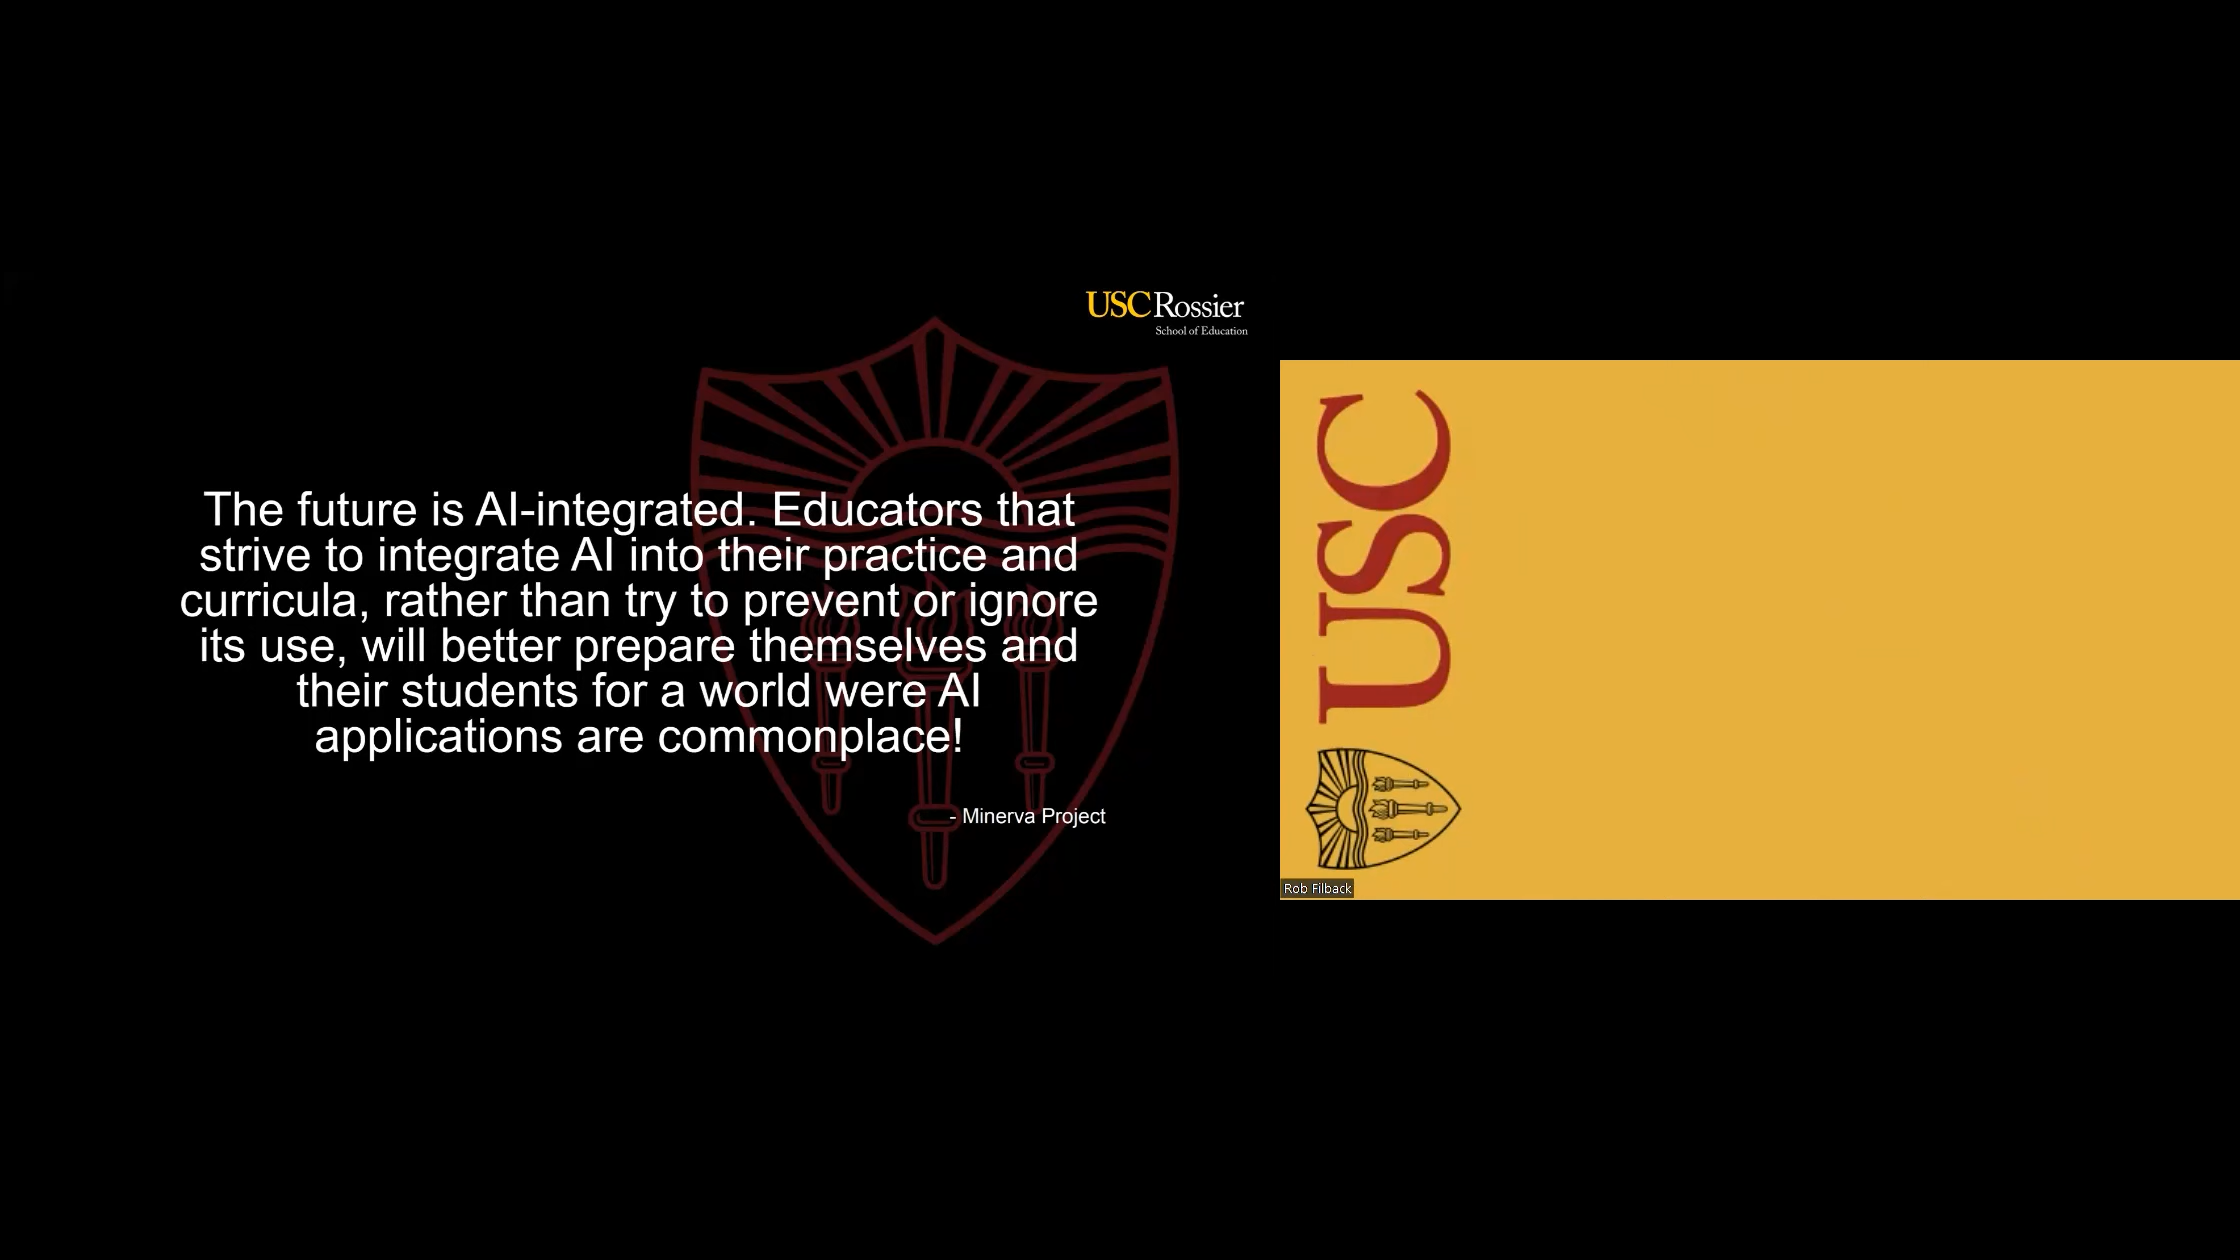 USC Rossier
School of Education
The future is AI-integrated. Educators that
strive to integrate AI into their practice and
curricula, rather than try to prevent or ignore
its use, will better prepare themselves and
their students for a world were AI
applications are commonplace!
- Minerva Project
USC
Rob Filback